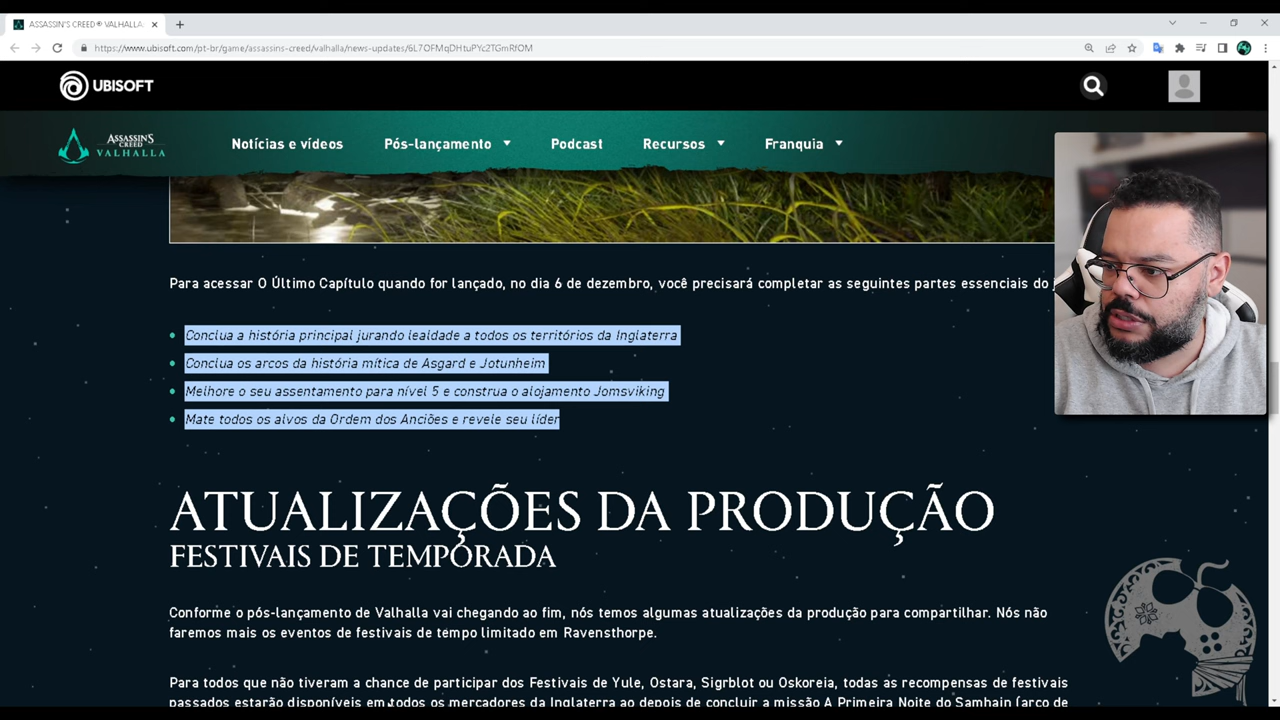 ASSASSIN'S CREED® VALHALLA
https://www.ubisoft.com/pt-br/game/assassins-creed/valhalla/news-updates/6L7OFMqDHtuPYc2TGmRfOM
UBISOFT
ASSASSIN'S CREED VALHALLA
Notícias e vídeos
Pós-lançamento
Podcast
Recursos
Franquia
Para acessar O Último Capítulo quando for lançado, no dia 6 de dezembro, você precisará completar as seguintes partes essenciais do
Conclua a história principal jurando lealdade a todos os territórios da Inglaterra
Conclua os arcos da história mítica de Asgard e Jotunheim
Melhore o seu assentamento para nível 5 e construa o alojamento Jomsviking
Mate todos os alvos da Ordem dos Anciões e revele seu líder
ATUALIZAÇÕES DA PRODUÇÃO
FESTIVAIS DE TEMPORADA
Conforme o pós-lançamento de Valhalla vai chegando ao fim, nós temos algumas atualizações da produção para compartilhar. Nós não
faremos mais os eventos de festivais de tempo limitado em Ravensthorpe.
Para todos que não tiveram a chance de participar dos Festivais de Yule, Ostara, Sigrblot ou Oskoreia, todas as recompensas de festivais
passados estarão disponíveis em todos os mercadores da Inglaterra ao depois de concluir a missão A Primeira Noite do Samhain (arco de